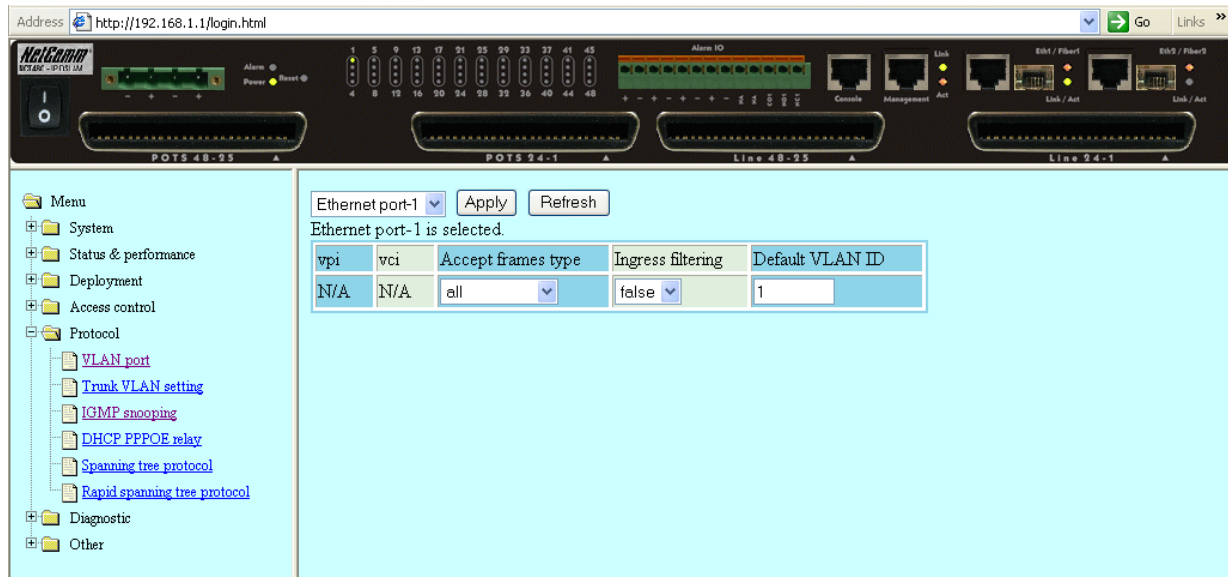 Address http://192.168.1.1/login.html Go Links »
NetComm
Alarm
Power
Reset
- + - +
1 5 9 13 17 21 25 29 33 37 41 45
4 8 12 16 20 24 28 32 36 40 44 48
Alarm IO
+ - + - + - + -
Console
Management
Link
Act
Eth1 / Fiber1
Link / Act
Eth2 / Fiber2
Link / Act
POTS 48-25
POTS 24-1
Line 48-25
Line 24-1
Menu
System
Status & performance
Deployment
Access control
Protocol
VLAN port
Trunk VLAN setting
IGMP snooping
DHCP PPPOE relay
Spanning tree protocol
Rapid spanning tree protocol
Diagnostic
Other
Ethernet port-1 Apply Refresh
Ethernet port-1 is selected.
vpi vci Accept frames type Ingress filtering Default VLAN ID
N/A N/A all false 1